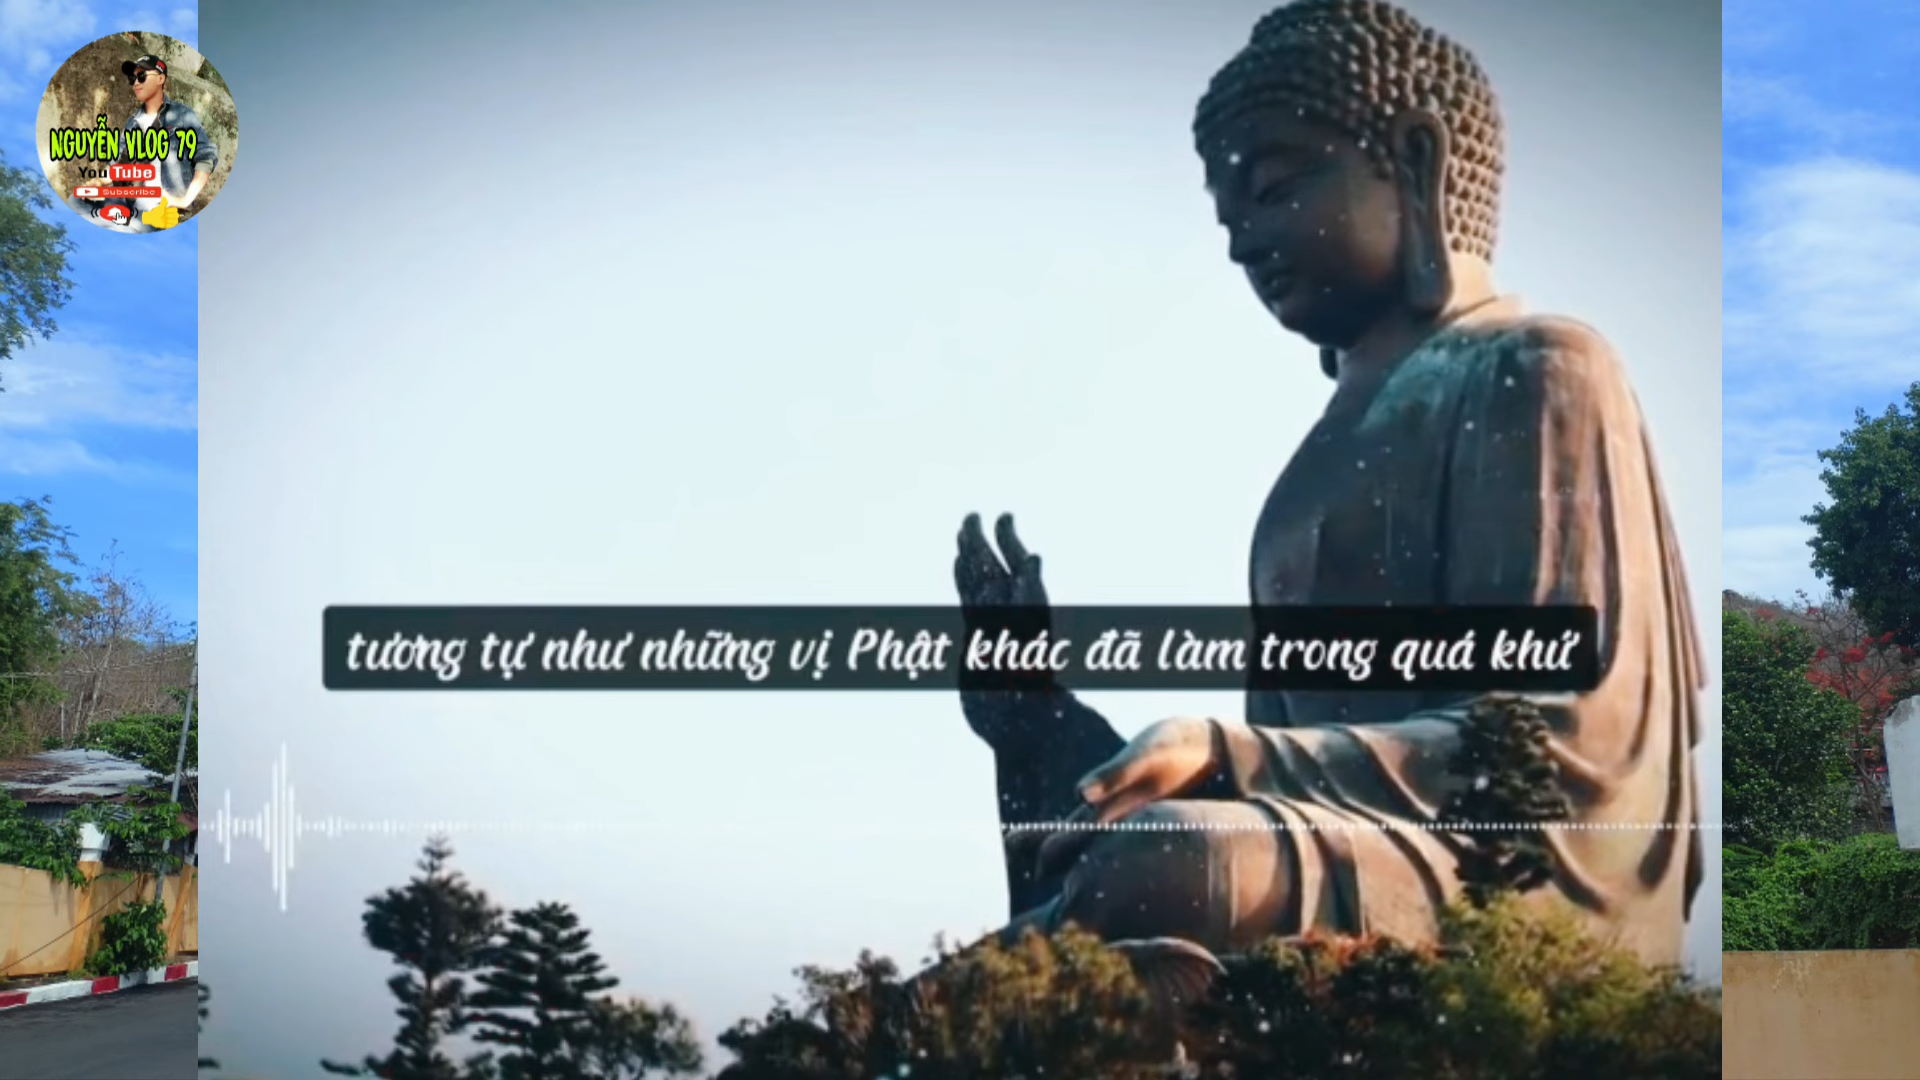 NGUYỄN VLOG 79
YouTube
Subscribe
tương tự như những vị Phật khác đã làm trong quá khứ